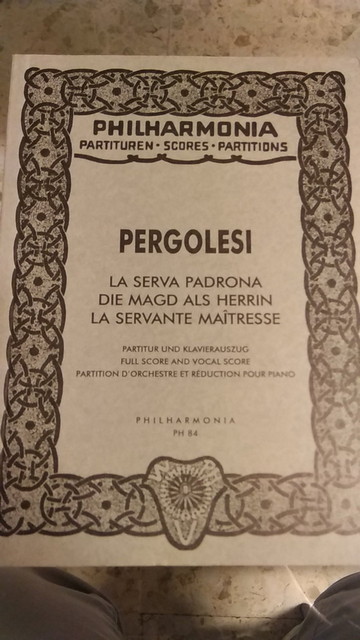 PHILHARMONIA
PARTITUREN • SCORES • PARTITIONS
PERGOLESI
LA SERVA PADRONA
DIE MAGD ALS HERRIN
LA SERVANTE MAÎTRESSE
PARTITUR UND KLAVIERAUSZUG
FULL SCORE AND VOCAL SCORE
PARTITION D'ORCHESTRE ET RÉDUCTION POUR PIANO
PHILHARMONIA
PH 84